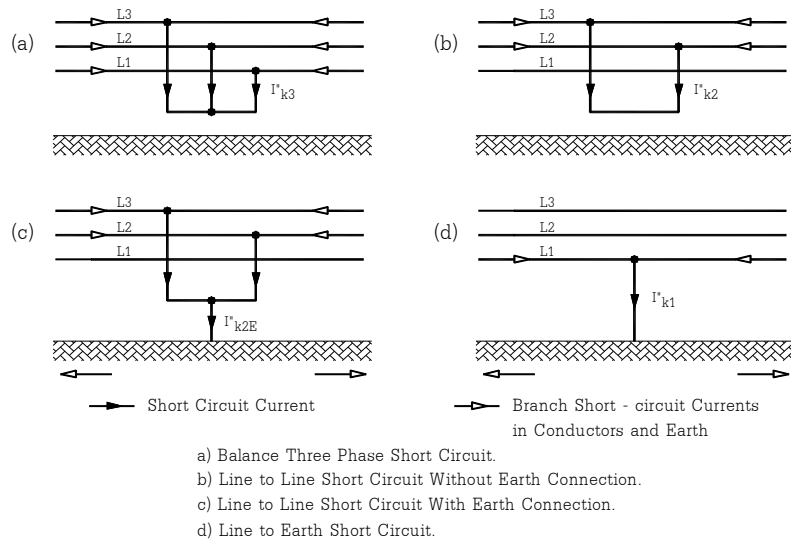 (a)
L3
L2
L1
I"k3
(b)
L3
L2
L1
I"k2
(c)
L3
L2
L1
I"k2E
(d)
L3
L2
L1
I"k1
Short Circuit Current
Branch Short - circuit Currents
in Conductors and Earth
a) Balance Three Phase Short Circuit.
b) Line to Line Short Circuit Without Earth Connection.
c) Line to Line Short Circuit With Earth Connection.
d) Line to Earth Short Circuit.